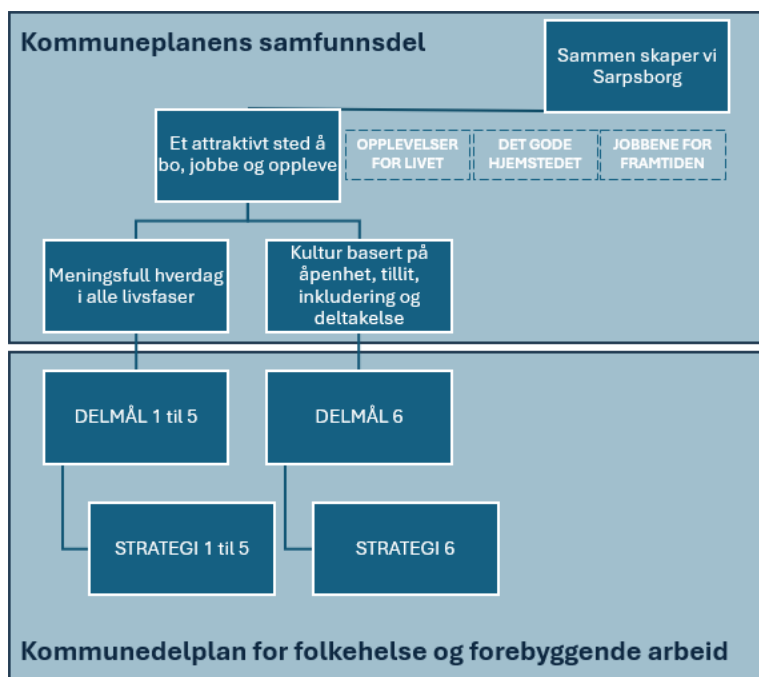 Kommuneplanens samfunnsdel
Sammen skaper vi
Sarpsborg
Et attraktivt sted å
bo, jobbe og oppleve
OPPLEVELSER
FOR LIVET
DET GODE
HJEMSTEDET
JOBBENE FOR
FRAMTIDEN
Meningsfull hverdag
i alle livsfaser
Kultur basert på
åpenhet, tillit,
inkludering og
deltakelse
DELMÅL 1 til 5
DELMÅL 6
STRATEGI 1 til 5
STRATEGI 6
Kommunedelplan for folkehelse og forebyggende arbeid